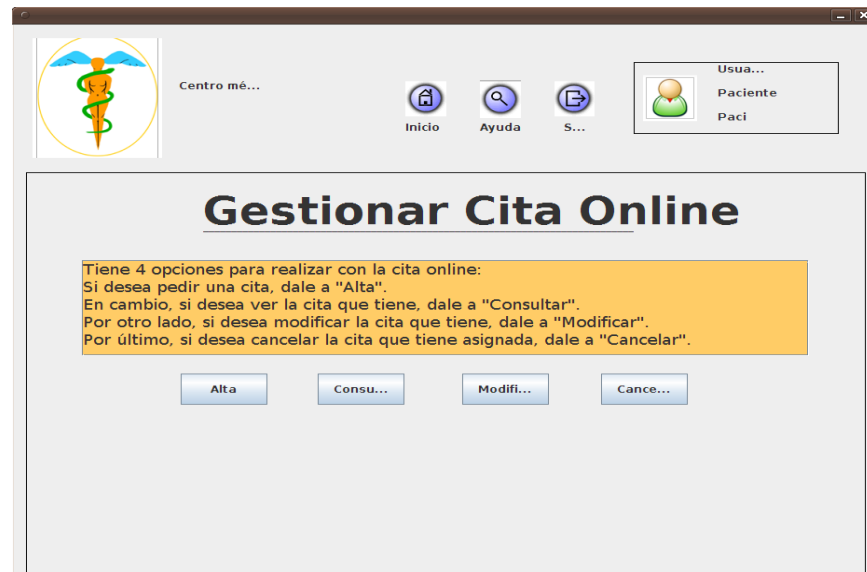 Centro mé...
Inicio
Ayuda
S...
Usua...
Paciente
Paci
Gestionar Cita Online
Tiene 4 opciones para realizar con la cita online:
Si desea pedir una cita, dale a "Alta".
En cambio, si desea ver la cita que tiene, dale a "Consultar".
Por otro lado, si desea modificar la cita que tiene, dale a "Modificar".
Por último, si desea cancelar la cita que tiene asignada, dale a "Cancelar".
Alta
Consu...
Modifi...
Cance...